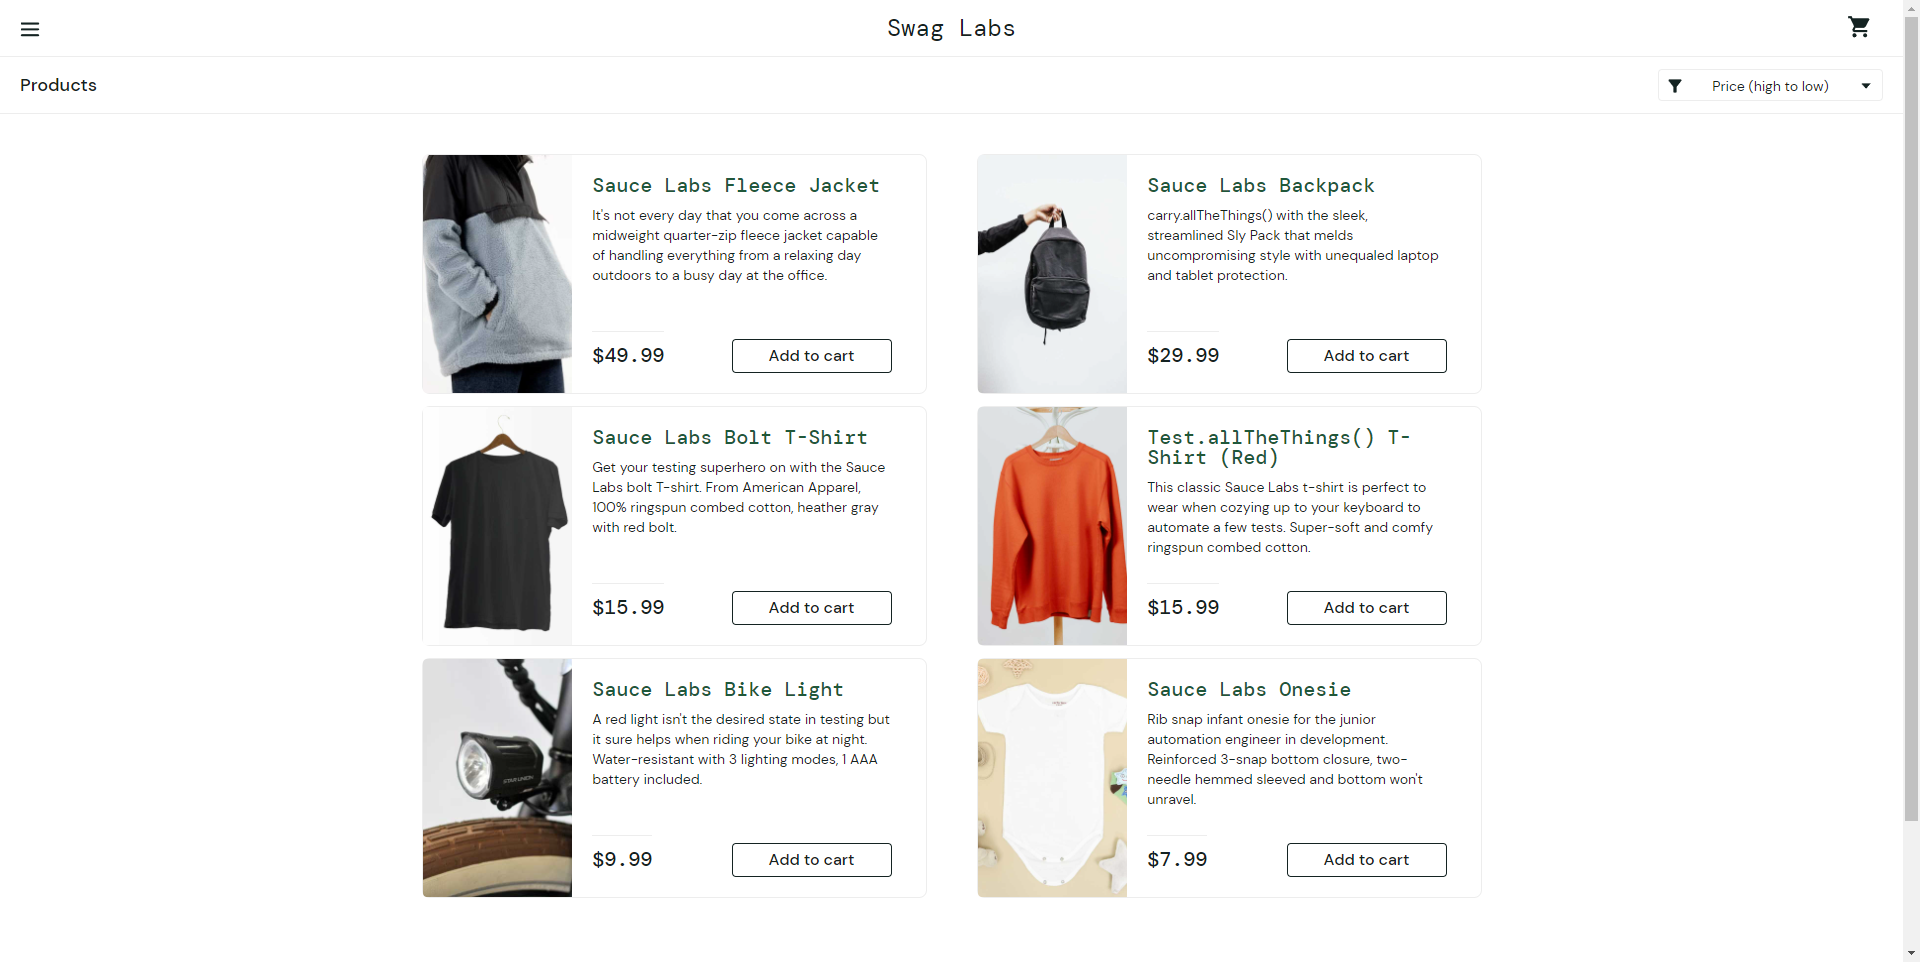 Swag Labs
Products
Price (high to low)
Sauce Labs Fleece Jacket
It's not every day that you come across a
midweight quarter-zip fleece jacket capable
of handling everything from a relaxing day
outdoors to a busy day at the office.
$49.99
Add to cart
Sauce Labs Backpack
carry.allTheThings() with the sleek,
streamlined Sly Pack that melds
uncompromising style with unequaled laptop
and tablet protection.
$29.99
Add to cart
Sauce Labs Bolt T-Shirt
Get your testing superhero on with the Sauce
Labs bolt T-shirt. From American Apparel,
100% ringspun combed cotton, heather gray
with red bolt.
$15.99
Add to cart
Test.allTheThings() T-
Shirt (Red)
This classic Sauce Labs t-shirt is perfect to
wear when cozying up to your keyboard to
automate a few tests. Super-soft and comfy
ringspun combed cotton.
$15.99
Add to cart
STAR UNION
Sauce Labs Bike Light
A red light isn't the desired state in testing but
it sure helps when riding your bike at night.
Water-resistant with 3 lighting modes, 1 AAA
battery included.
$9.99
Add to cart
Sauce Labs Onesie
Rib snap infant onesie for the junior
automation engineer in development.
Reinforced 3-snap bottom closure, two-
needle hemmed sleeved and bottom won't
unravel.
$7.99
Add to cart